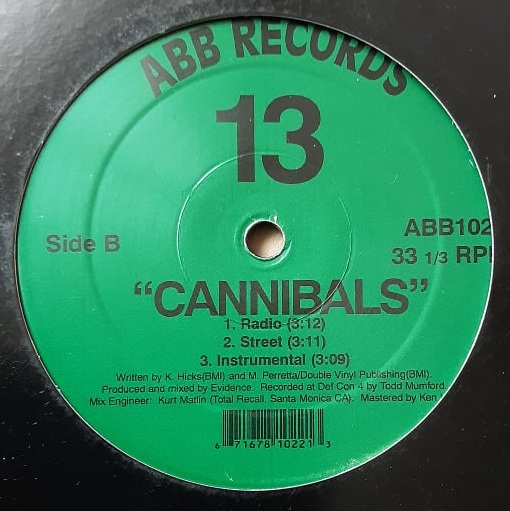 ABB RECORDS
13
Side B
ABB102
33 1/3 RP
"CANNIBALS"
1. Radio (3:12)
2. Street (3:11)
3. Instrumental (3:09)
Written by K. Hicks(BMI) and M. Perretta/Double Vinyl Publishing(BMI).
Produced and mixed by Evidence. Recorded at Def Con 4 by Todd Mumford.
Mix Engineer: Kurt Matlin (Total Recall, Santa Monica CA). Mastered by Ken
6 71678 10221 3